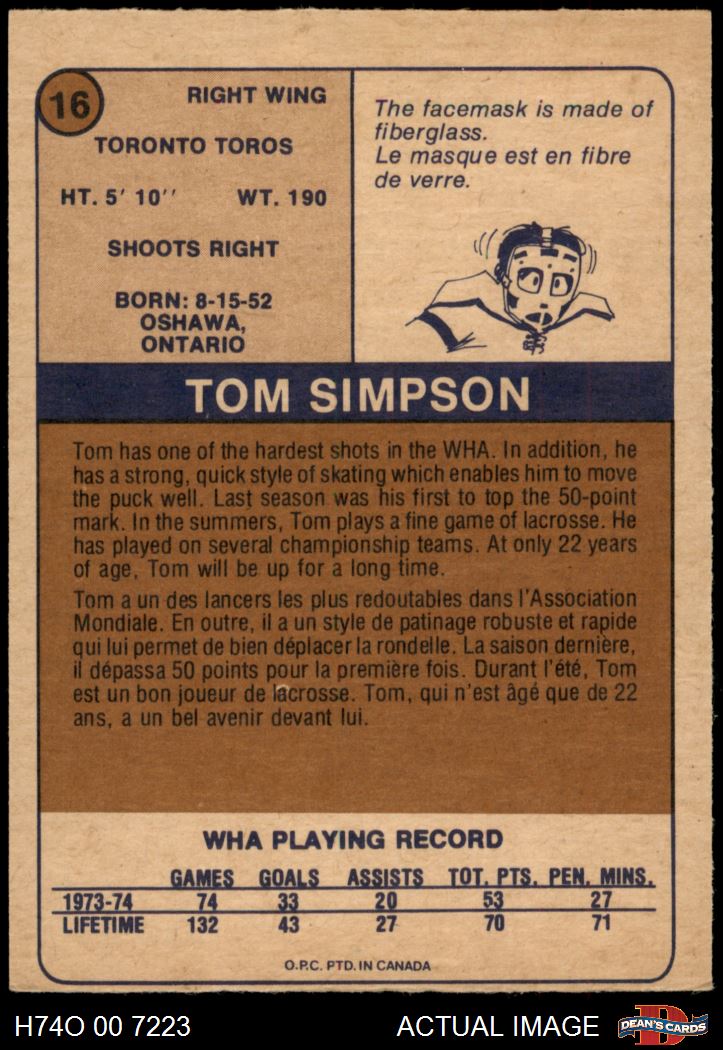 16
RIGHT WING
TORONTO TOROS
HT. 5' 10'' WT. 190
SHOOTS RIGHT
BORN: 8-15-52
OSHAWA,
ONTARIO
The facemask is made of
fiberglass.
Le masque est en fibre
de verre.
TOM SIMPSON
Tom has one of the hardest shots in the WHA. In addition, he
has a strong, quick style of skating which enables him to move
the puck well. Last season was his first to top the 50-point
mark. In the summers, Tom plays a fine game of lacrosse. He
has played on several championship teams. At only 22 years
of age, Tom will be up for a long time.
Tom a un des lancers les plus redoutables dans l'Association
Mondiale. En outre, il a un style de patinage robuste et rapide
qui lui permet de bien déplacer la rondelle. La saison dernière,
il dépassa 50 points pour la première fois. Durant l'été, Tom
est un bon joueur de lacrosse. Tom, qui n'est âgé que de 22
ans, a un bel avenir devant lui.
WHA PLAYING RECORD
GAMES GOALS ASSISTS TOT. PTS. PEN. MINS.
1973-74 74 33 20 53 27
LIFETIME 132 43 27 70 71
O.P.C. PTD. IN CANADA
H74O 00 7223 ACTUAL IMAGE D DEAN'S CARDS